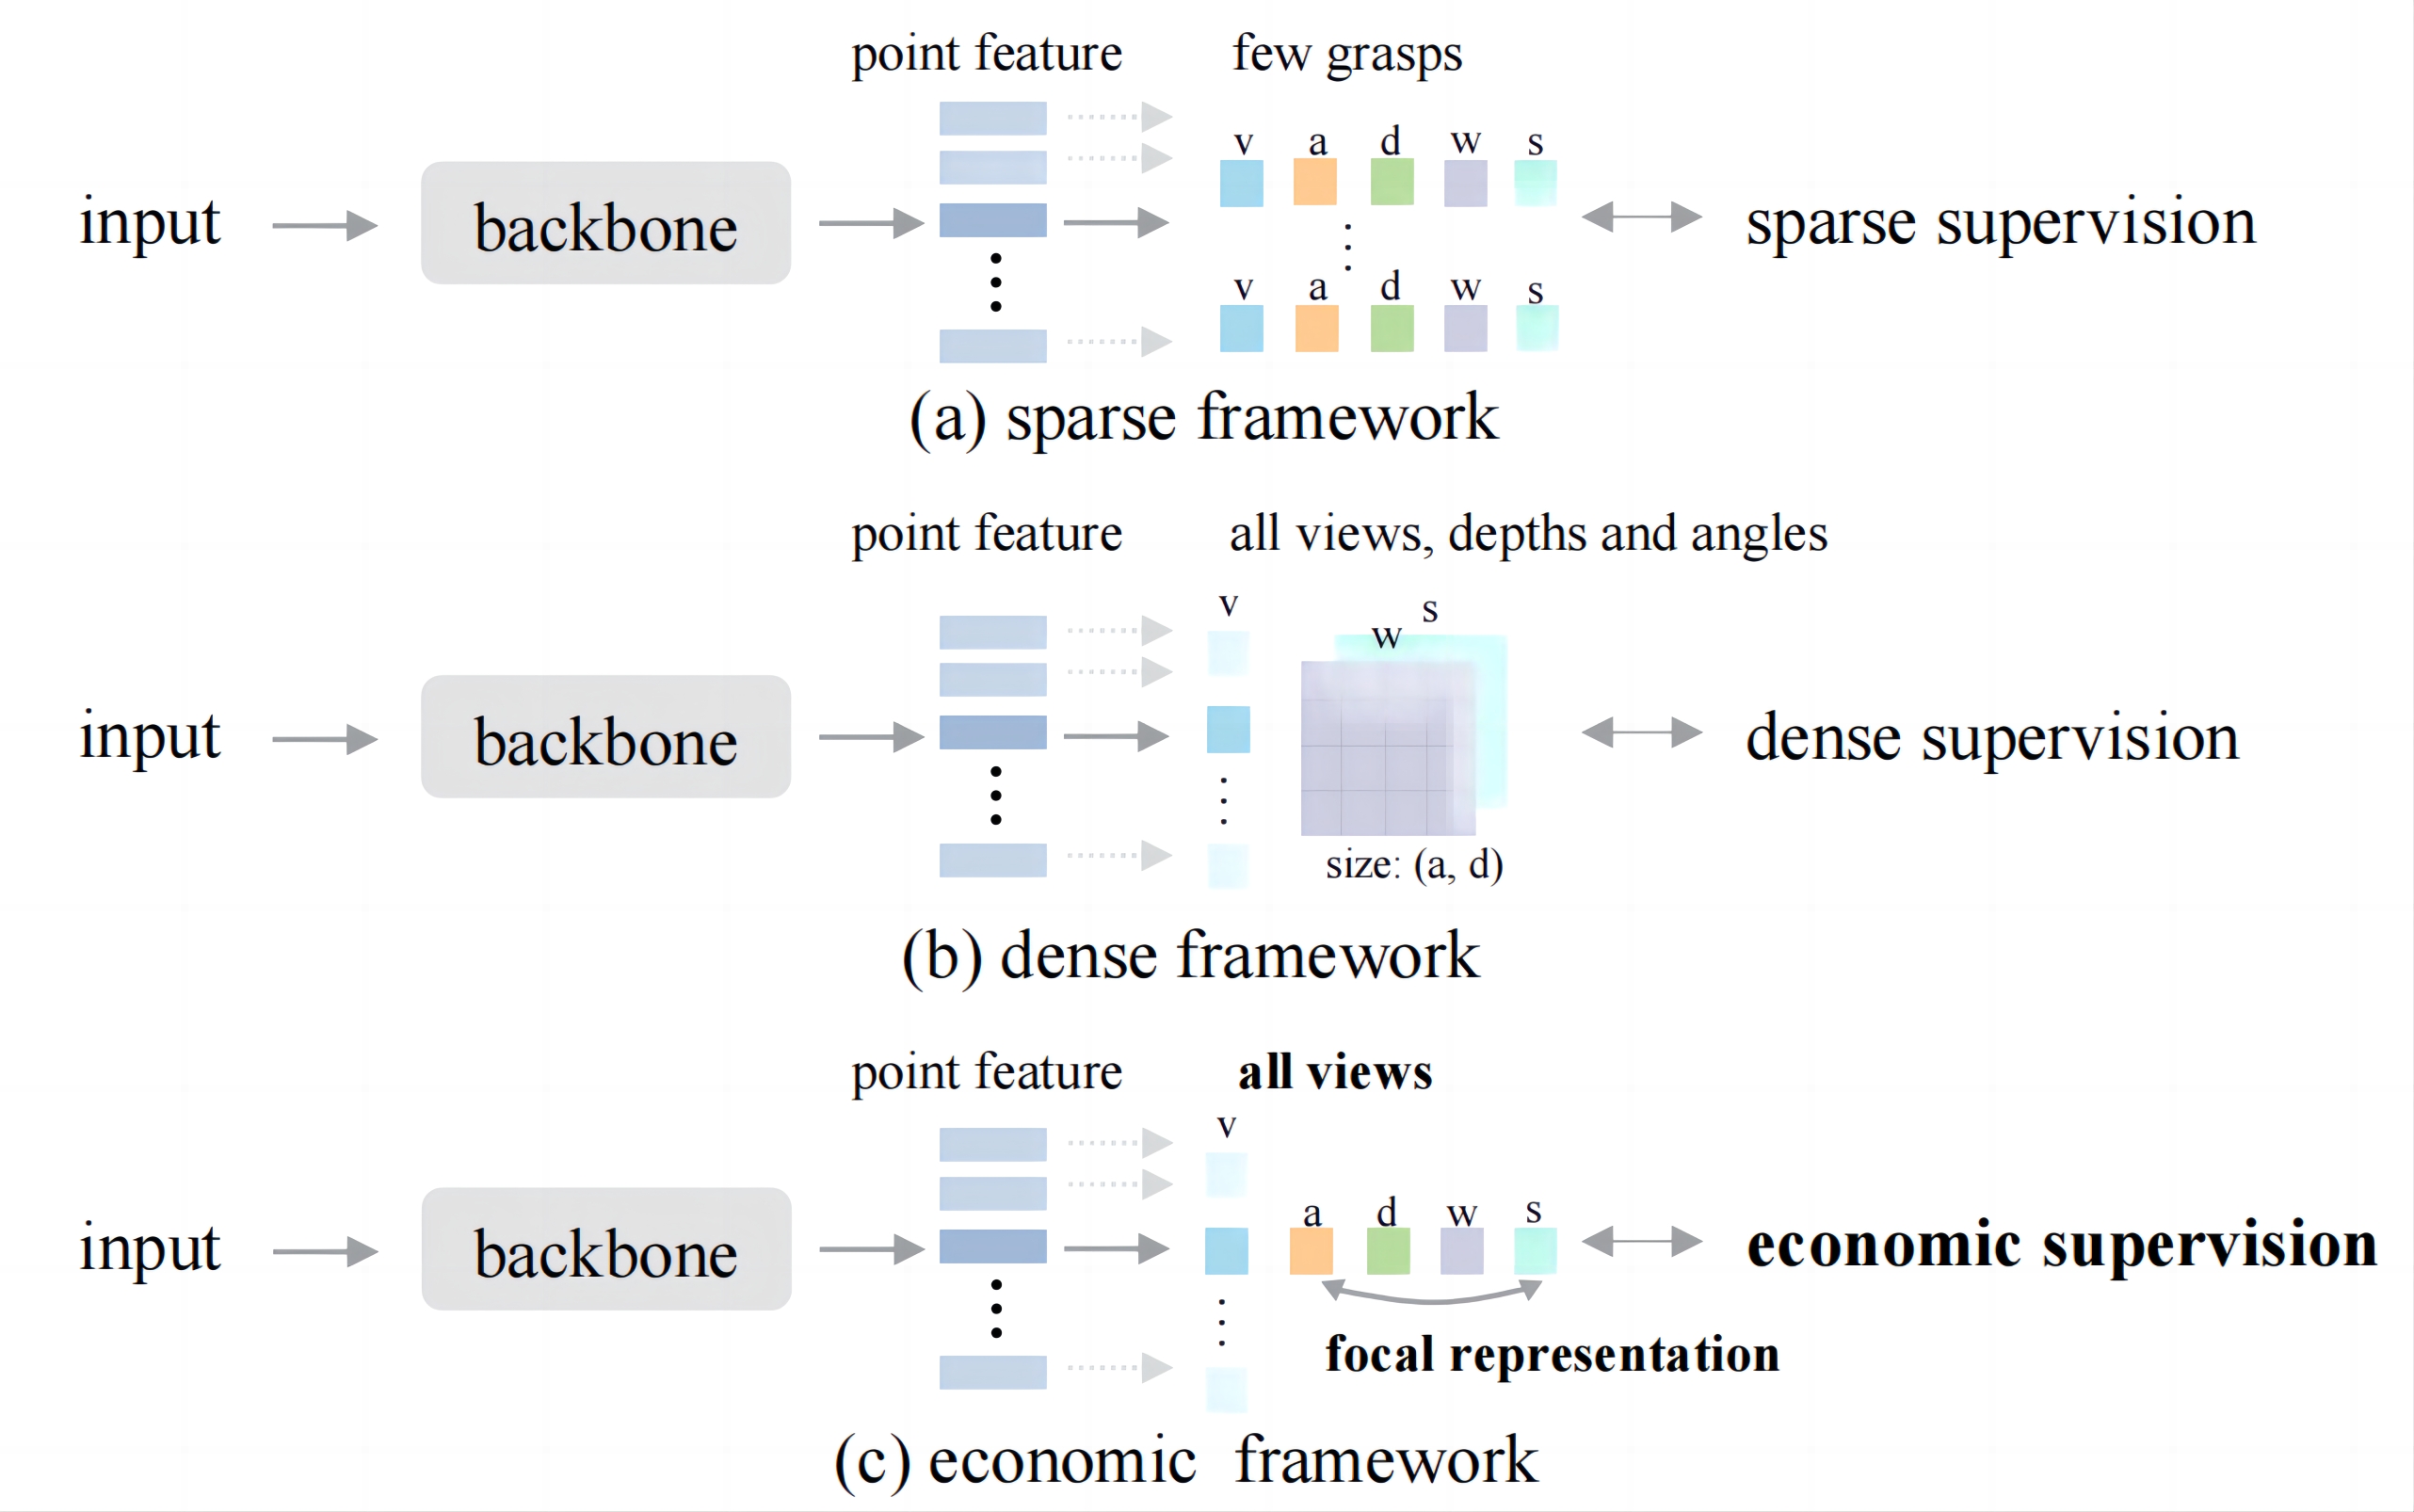 point feature few grasps
v a d w s
input backbone sparse supervision
v a d w s
(a) sparse framework
point feature all views, depths and angles
v w s
input backbone dense supervision
size: (a, d)
(b) dense framework
point feature all views
v
a d w s
input backbone economic supervision
focal representation
(c) economic framework